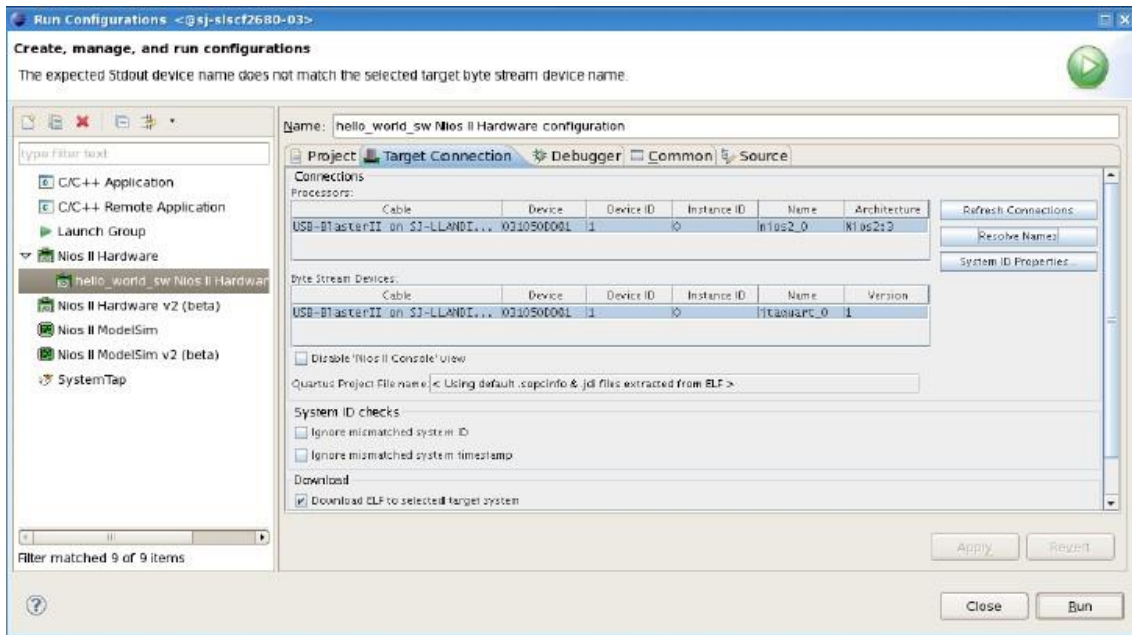 Run Configurations <@sj-slscf2680-03>
Create, manage, and run configurations
The expected Stdout device name does not match the selected target byte stream device name.
type filter text
C/C++ Application
C/C++ Remote Application
Launch Group
Nios II Hardware
hello_world_sw Nios II Hardwar
Nios II Hardware v2 (beta)
Nios II ModelSim
Nios II ModelSim v2 (beta)
SystemTap
Filter matched 9 of 9 items
Name: hello_world_sw Nios II Hardware configuration
Project Target Connection Debugger Common Source
Connections
Processors:
Cable Device Device ID Instance ID Name Architecture
USB-BlasterII on SJ-LLANDI... 031050DD01 1 0 nios2_0 Nios2:3
Refresh Connections
Resolve Names
System ID Properties...
Byte Stream Devices:
Cable Device Device ID Instance ID Name Version
USB-BlasterII on SJ-LLANDI... 031050DD01 1 0 jtaguart_0 1
Disable 'Nios II Console' view
Quartus Project File name: < Using default .sopcinfo & .jdi files extracted from ELF >
System ID checks
Ignore mismatched system ID
Ignore mismatched system timestamp
Download
Download ELF to selected target system
Apply Revert
Close Run